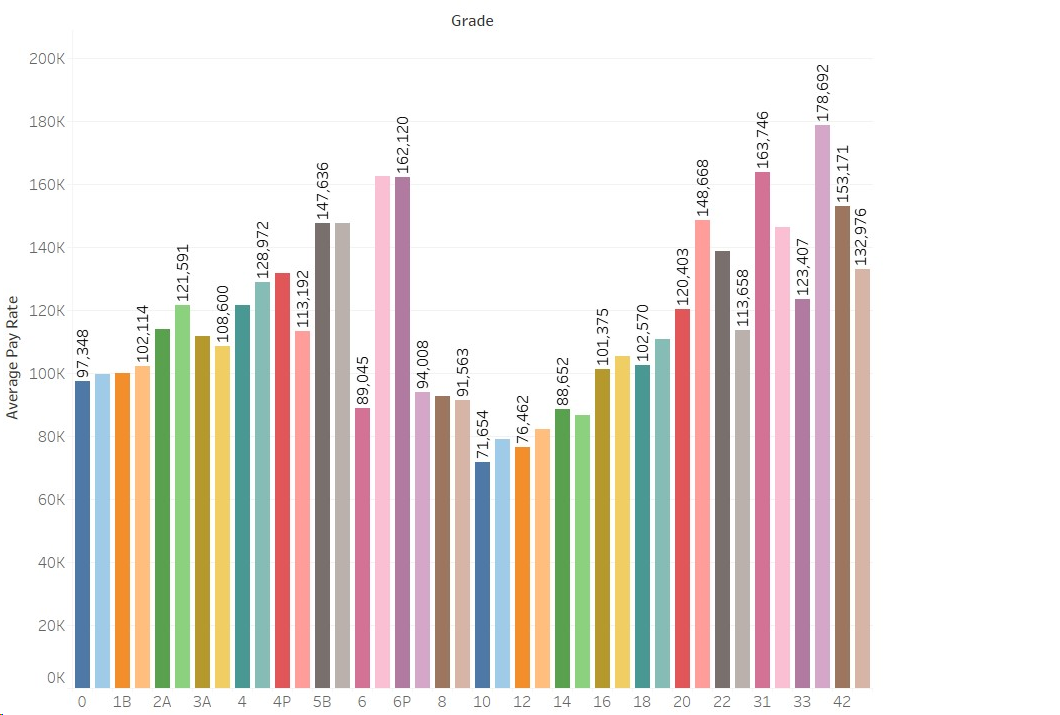 Grade
Average Pay Rate
200K
180K
160K
140K
120K
100K
80K
60K
40K
20K
0K
97,348
102,114
121,591
108,600
128,972
113,192
147,636
89,045
162,120
94,008
91,563
71,654
76,462
88,652
101,375
102,570
120,403
148,668
113,658
163,746
123,407
178,692
153,171
132,976
0 1B 2A 3A 4 4P 5B 6 6P 8 10 12 14 16 18 20 22 31 33 42